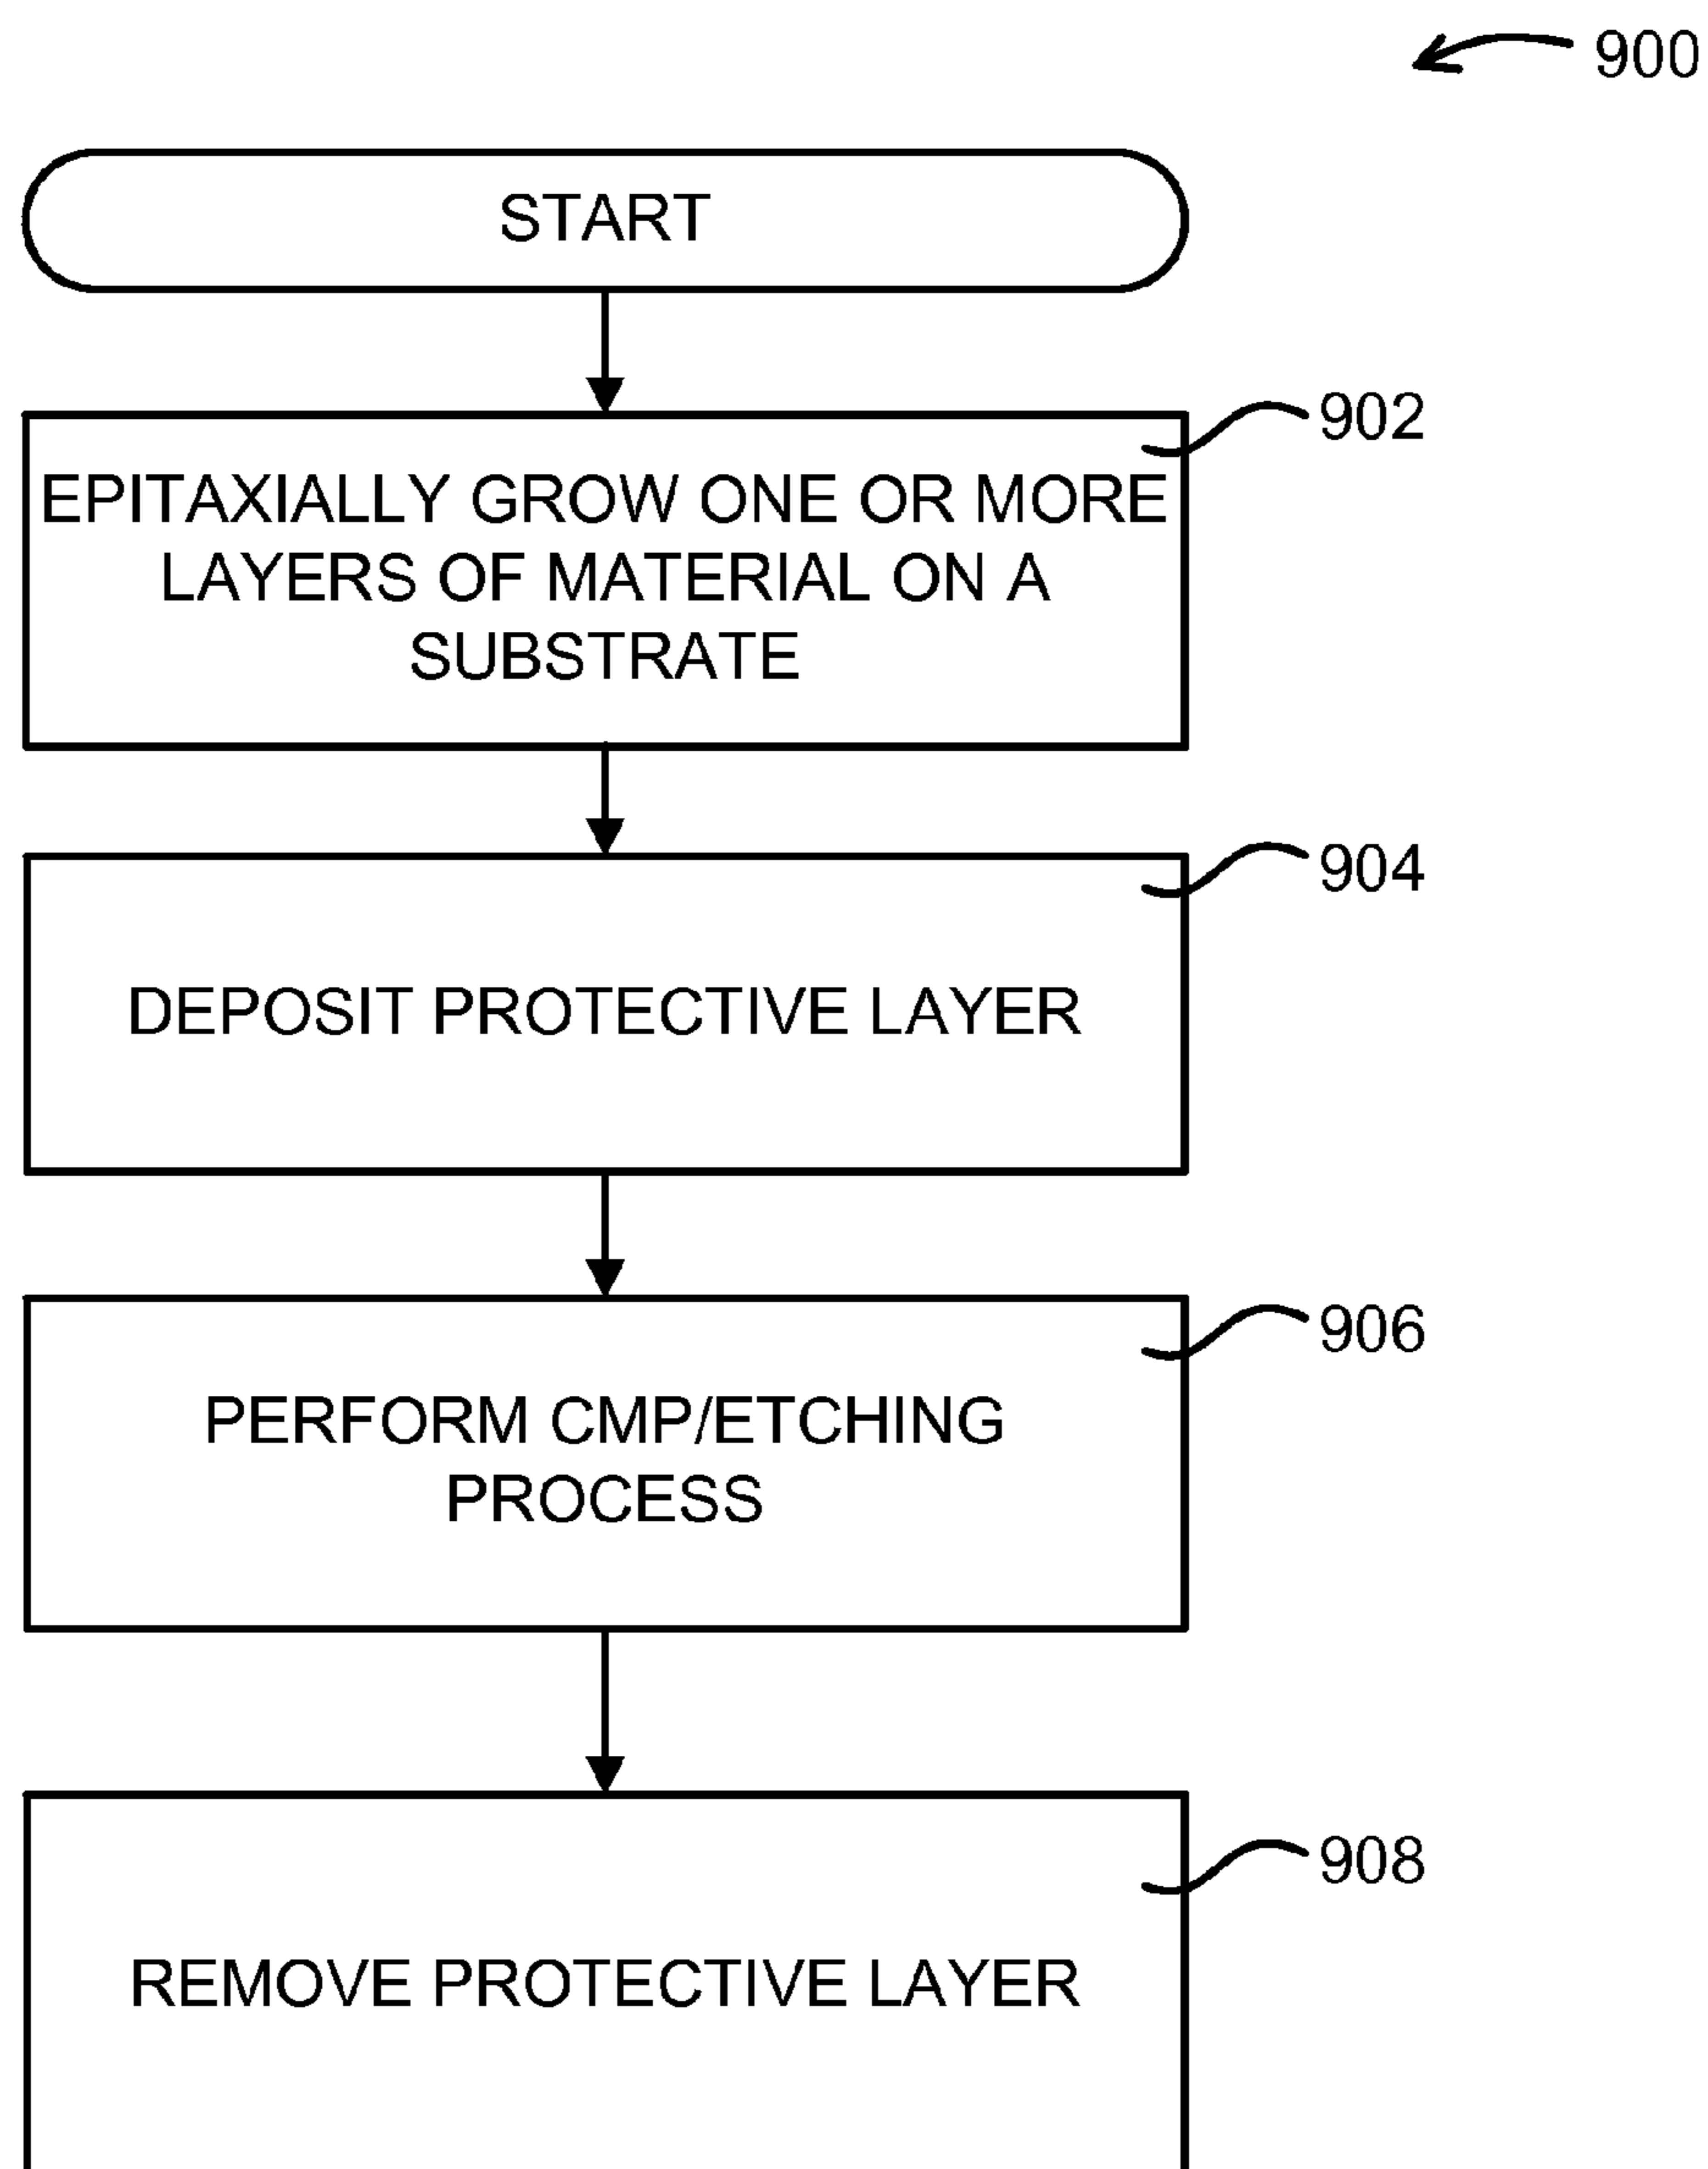 900
START
902
EPITAXIALLY GROW ONE OR MORE
LAYERS OF MATERIAL ON A
SUBSTRATE
904
DEPOSIT PROTECTIVE LAYER
906
PERFORM CMP/ETCHING
PROCESS
908
REMOVE PROTECTIVE LAYER